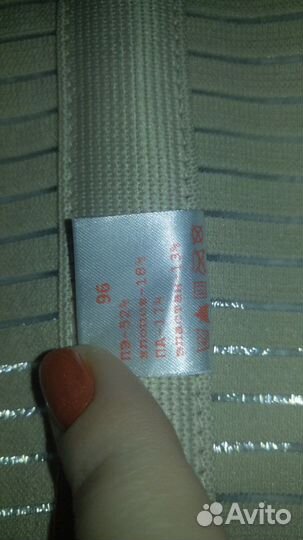 96
ПЭ-52%
хлопок-18%
ПА-17%
эластан-13%
Avito